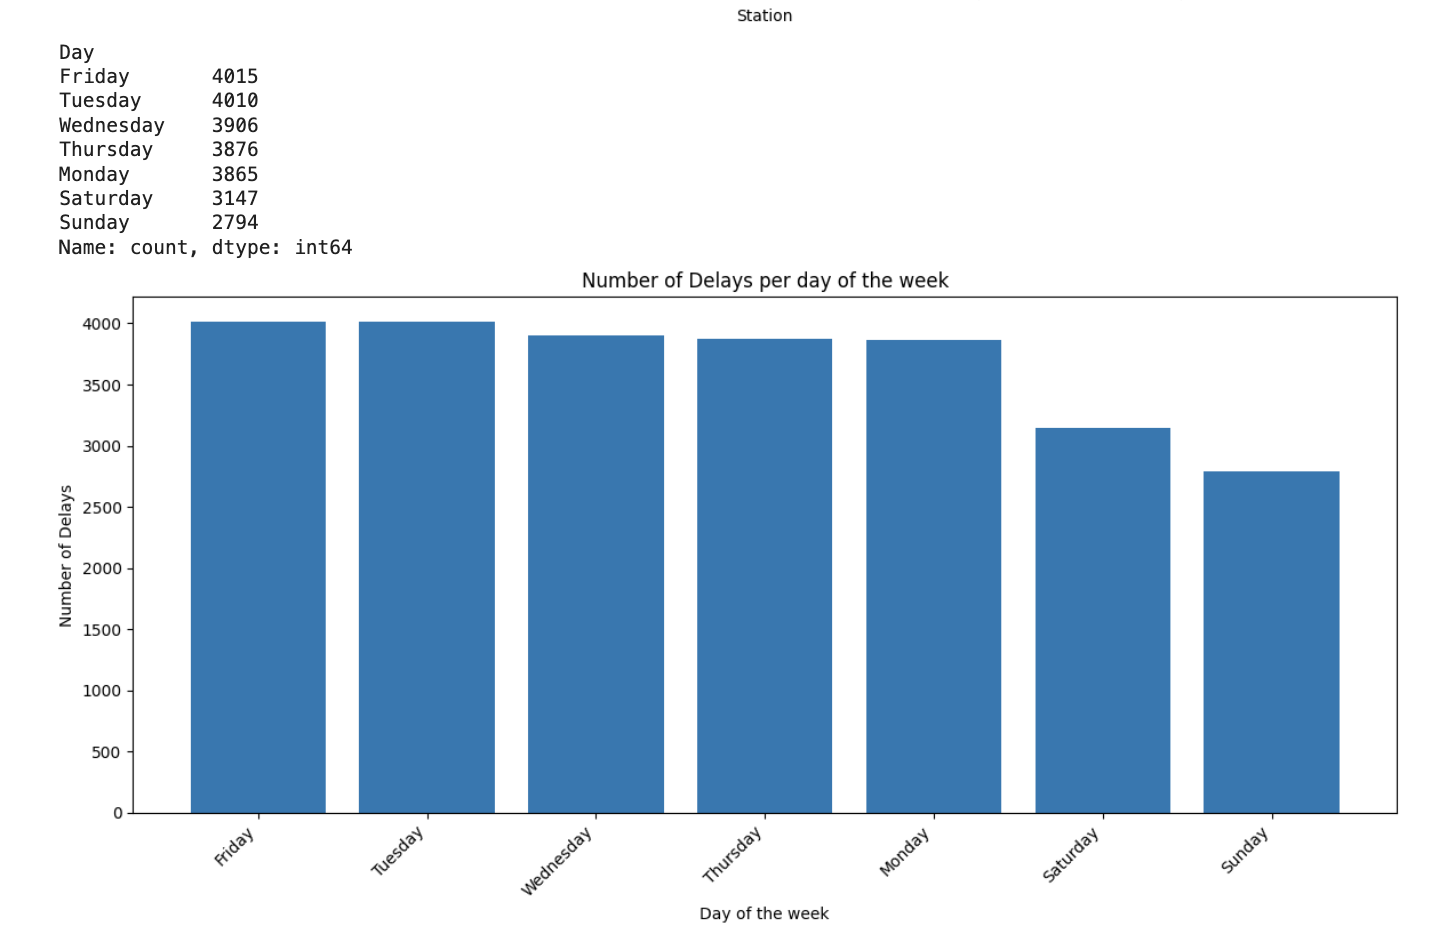 Station
Day
Friday 4015
Tuesday 4010
Wednesday 3906
Thursday 3876
Monday 3865
Saturday 3147
Sunday 2794
Name: count, dtype: int64
Number of Delays per day of the week
Number of Delays
4000
3500
3000
2500
2000
1500
1000
500
0
Friday
Tuesday
Wednesday
Thursday
Monday
Saturday
Sunday
Day of the week